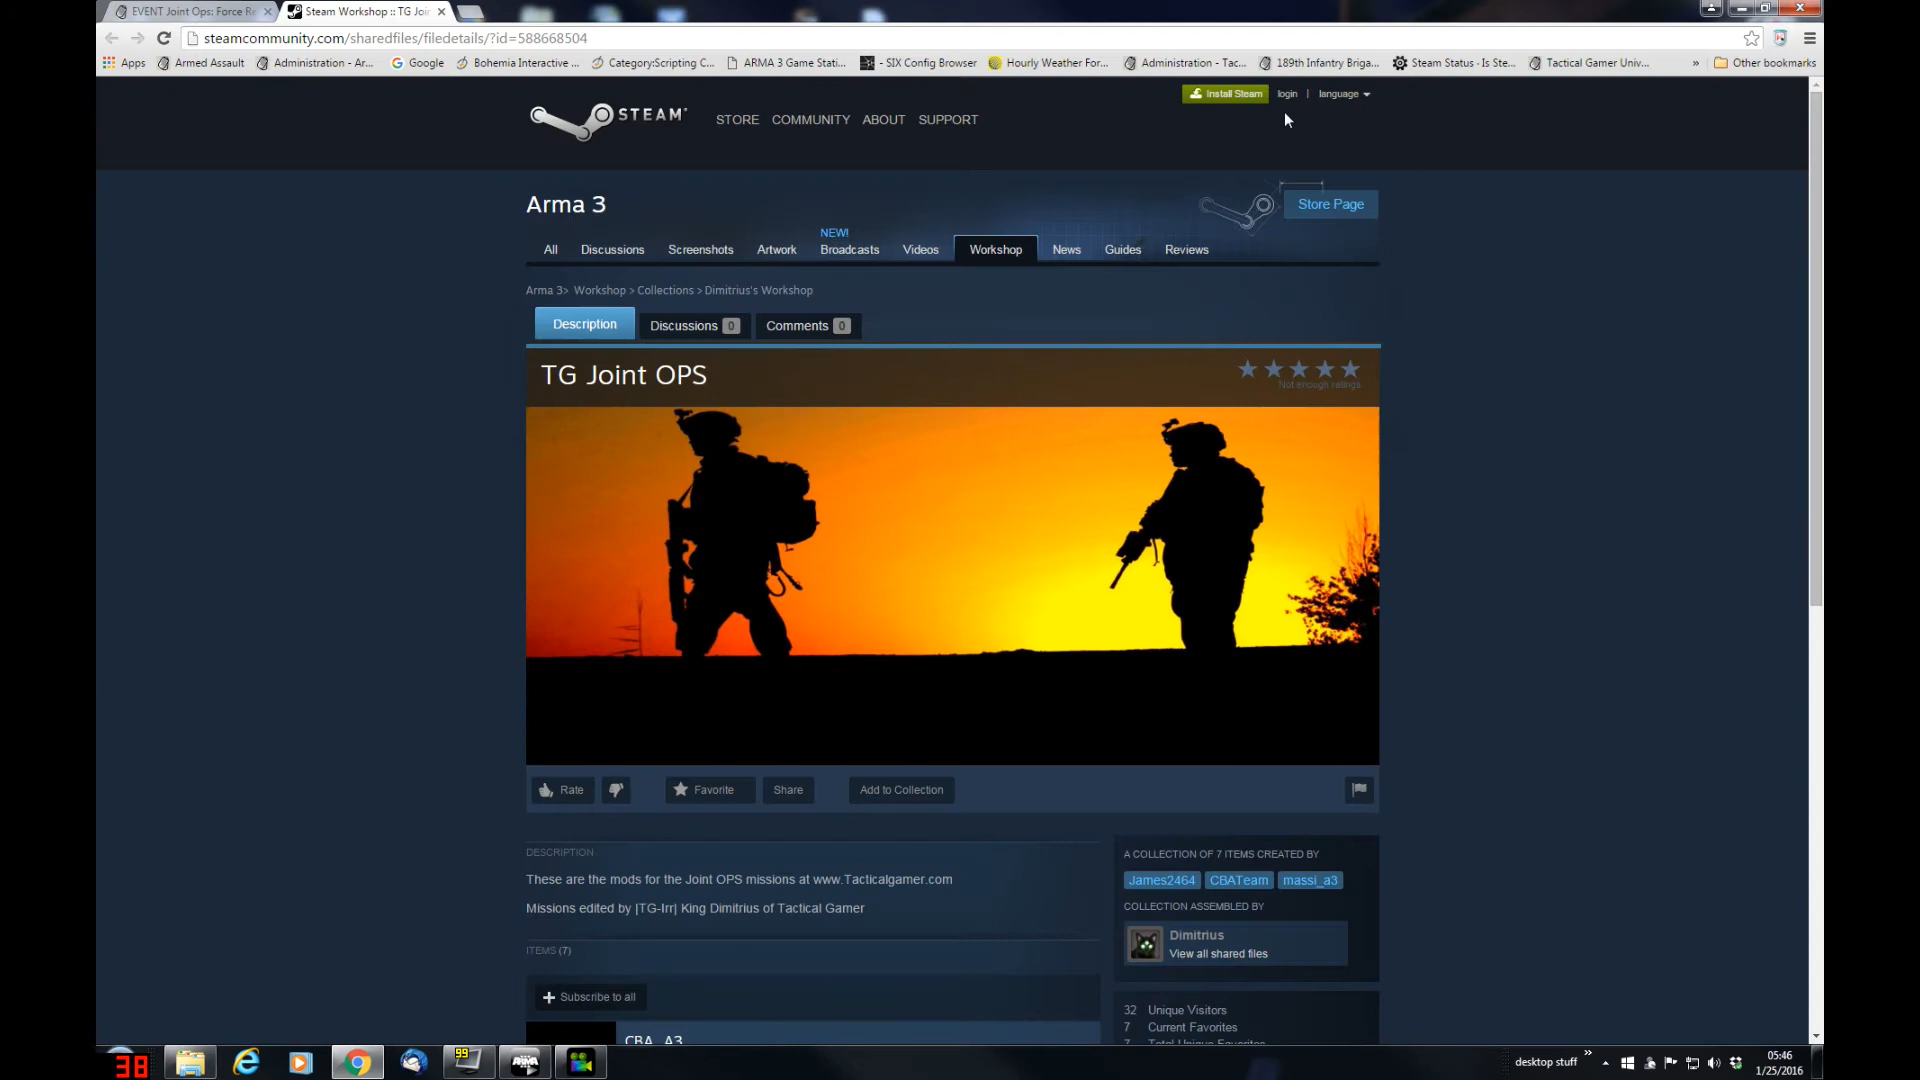 EVENT Joint Ops: Force Re
Steam Workshop :: TG Joir
steamcommunity.com/sharedfiles/filedetails/?id=588668504
Apps
Armed Assault
Administration - Ar...
Google
Bohemia Interactive ...
Category:Scripting C...
ARMA 3 Game Stati...
- SIX Config Browser
Hourly Weather For...
Administration - Tac...
189th Infantry Briga...
Steam Status - Is Ste...
Tactical Gamer Univ...
»
Other bookmarks
Install Steam
login | language
STEAM
STORE COMMUNITY ABOUT SUPPORT
Arma 3
Store Page
NEW!
All Discussions Screenshots Artwork Broadcasts Videos Workshop News Guides Reviews
Arma 3> Workshop > Collections > Dimitrius's Workshop
Description
Discussions 0
Comments 0
TG Joint OPS
Not enough ratings
Rate
Favorite
Share
Add to Collection
DESCRIPTION
These are the mods for the Joint OPS missions at www.Tacticalgamer.com
Missions edited by |TG-Irr| King Dimitrius of Tactical Gamer
ITEMS (7)
Subscribe to all
CBA_A3
A COLLECTION OF 7 ITEMS CREATED BY
James2464 CBATeam massi_a3
COLLECTION ASSEMBLED BY
Dimitrius
View all shared files
32 Unique Visitors
7 Current Favorites
7 Total Unique Favorites
38
99
ARMA
desktop stuff »
05:46
1/25/2016